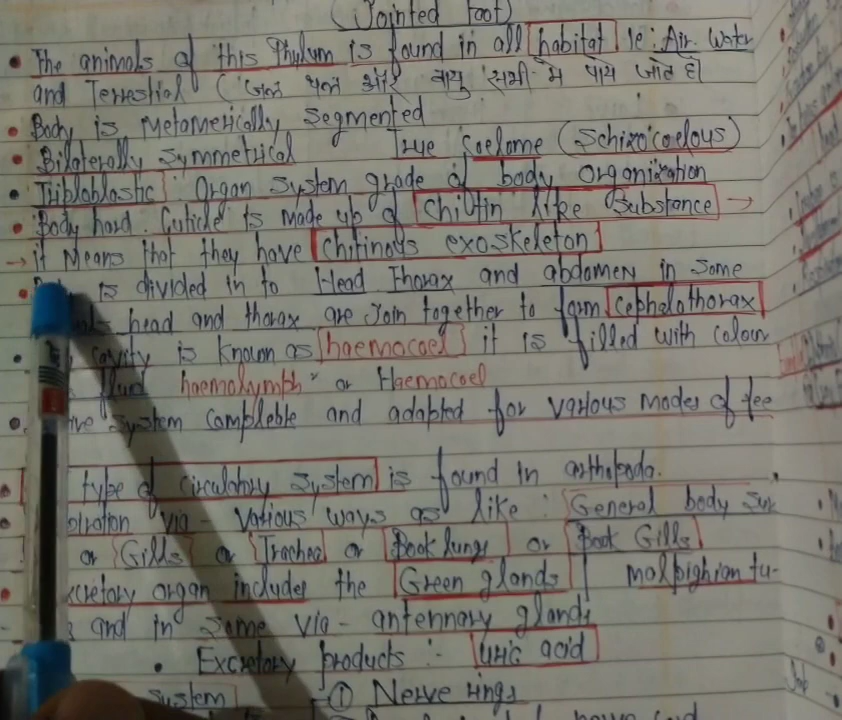 (Jointed foot)
• The animals of this Phylum is found in all habitat ie: Air. Water
and Terrestial ( जल थल और वायु सभी में पाये जाते है)
• Body is Metamerically segmented
• Bilaterally symmetrical True Coelome (Schizocoelous)
• Tribloblastic : Organ system grade of body organization
• Body hard. Cuticle is made up of Chiltin like Substance →
→ it Means that they have chitinous exoskeleton
• is divided in to Head Thorax and abdomen in some
head and thorax are Join together to form Cephalothorax
• cavity is known as haemocoel it is filled with colour
fluid haemolymph" or Haemocoel
• system complete and adapted for various modes of fee
• type of circulatory system is found in arthopoda.
• via - various ways as like : General body sur
or Gills or Trachea or Book lungs or Book Gills
• organ includes the Green glands malpighian tu-
and in some via - antennary glands
• Excretory products :- uric acid
system ① Nerve rings